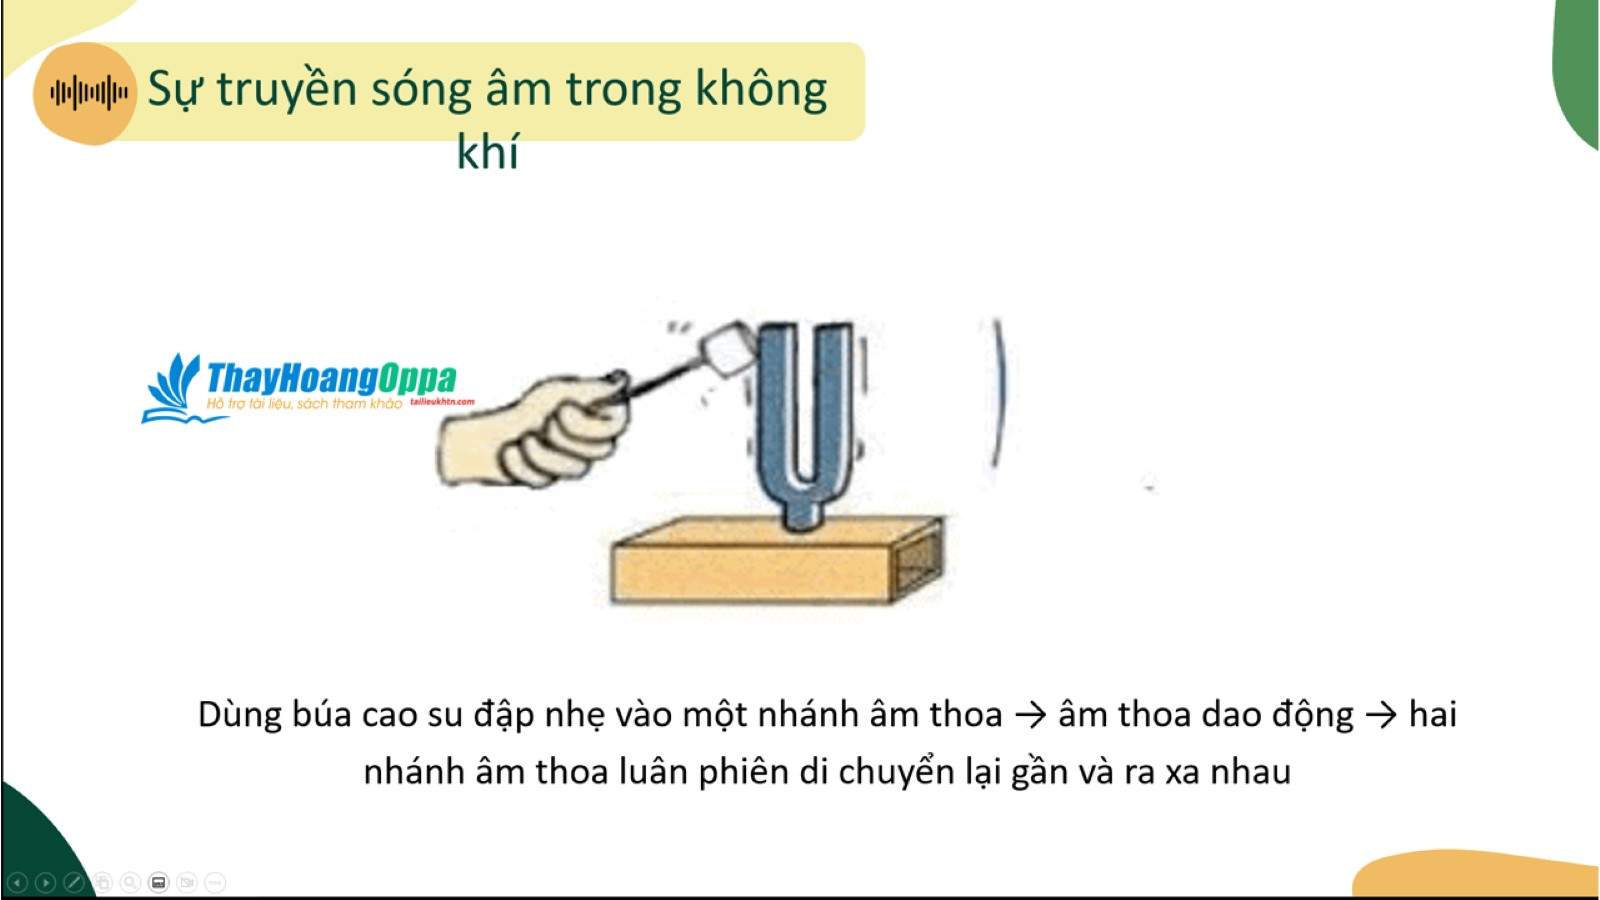 Sự truyền sóng âm trong không
khí
ThayHoangOppa
Hỗ trợ tài liệu, sách tham khảo tailieukhtn.com
Dùng búa cao su đập nhẹ vào một nhánh âm thoa → âm thoa dao động → hai
nhánh âm thoa luân phiên di chuyển lại gần và ra xa nhau